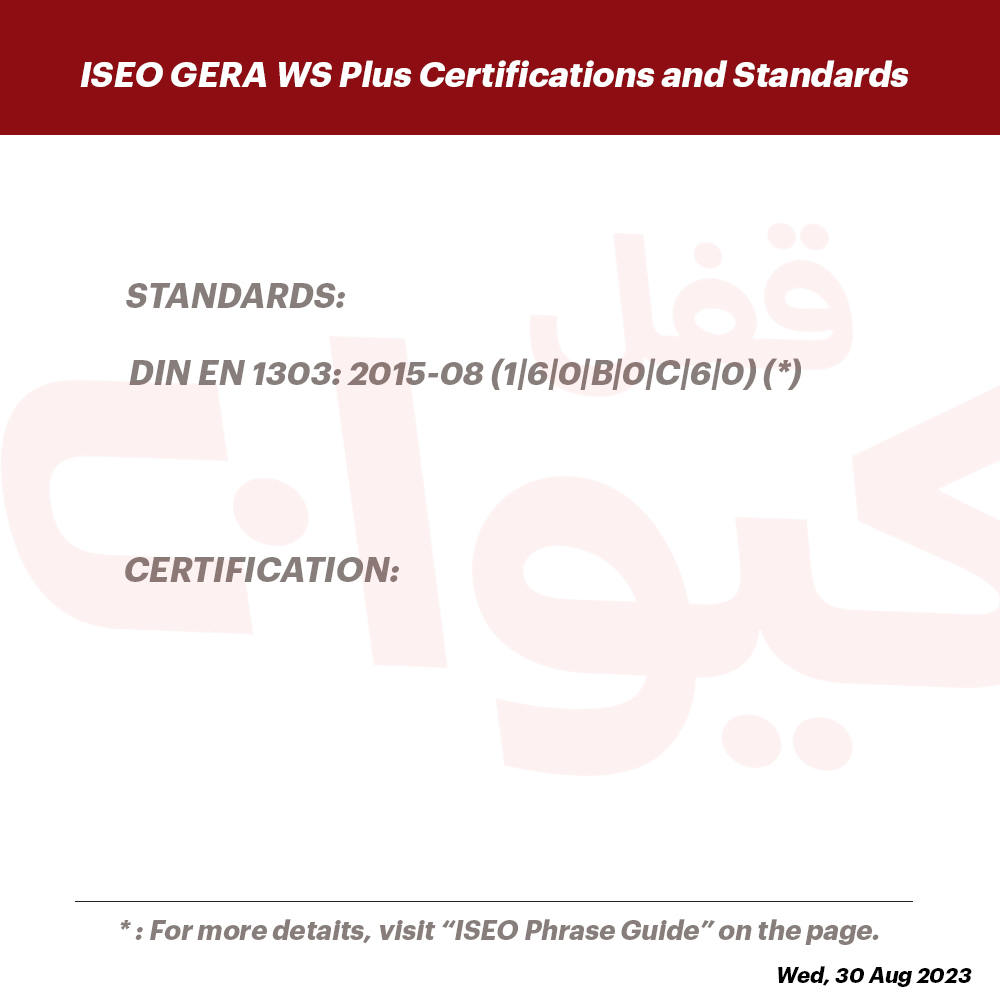 ISEO GERA WS Plus Certifications and Standards
قفل
کیوان
STANDARDS:
DIN EN 1303: 2015-08 (1|6|0|B|0|C|6|0) (*)
CERTIFICATION:
* : For more detaits, visit “ISEO Phrase Guide” on the page.
Wed, 30 Aug 2023